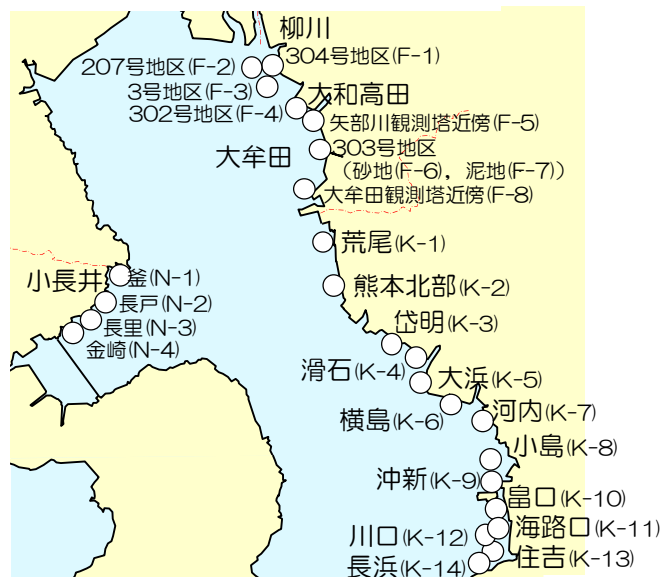 柳川
304号地区(F-1)
207号地区(F-2)
3号地区(F-3)
大和高田
302号地区(F-4)
矢部川観測塔近傍(F-5)
303号地区
(砂地(F-6)，泥地(F-7))
大牟田
大牟田観測塔近傍(F-8)
荒尾(K-1)
小長井
釜(N-1)
熊本北部(K-2)
長戸(N-2)
長里(N-3)
金崎(N-4)
岱明(K-3)
滑石(K-4)
大浜(K-5)
横島(K-6)
河内(K-7)
小島(K-8)
沖新(K-9)
畠口(K-10)
海路口(K-11)
川口(K-12)
住吉(K-13)
長浜(K-14)